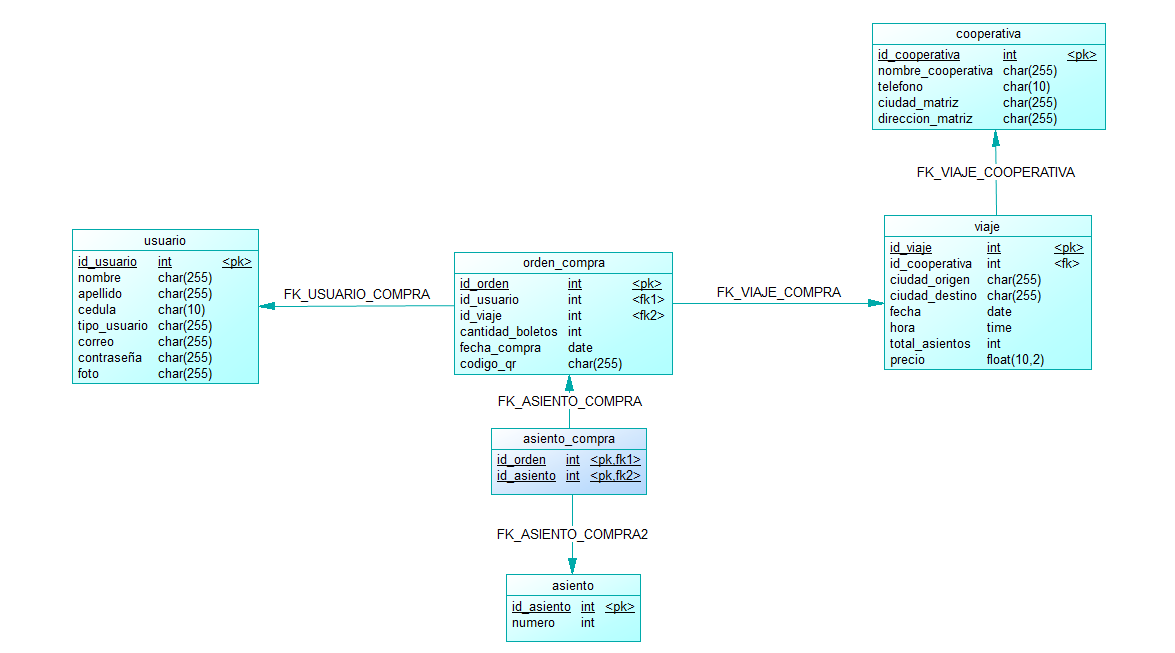 cooperativa
id_cooperativa int <pk>
nombre_cooperativa char(255)
telefono char(10)
ciudad_matriz char(255)
direccion_matriz char(255)
FK_VIAJE_COOPERATIVA
viaje
id_viaje int <pk>
id_cooperativa int <fk>
ciudad_origen char(255)
ciudad_destino char(255)
fecha date
hora time
total_asientos int
precio float(10,2)
usuario
id_usuario int <pk>
nombre char(255)
apellido char(255)
cedula char(10)
tipo_usuario char(255)
correo char(255)
contraseña char(255)
foto char(255)
FK_USUARIO_COMPRA
orden_compra
id_orden int <pk>
id_usuario int <fk1>
id_viaje int <fk2>
cantidad_boletos int
fecha_compra date
codigo_qr char(255)
FK_VIAJE_COMPRA
FK_ASIENTO_COMPRA
asiento_compra
id_orden int <pk,fk1>
id_asiento int <pk,fk2>
FK_ASIENTO_COMPRA2
asiento
id_asiento int <pk>
numero int